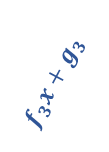 f₃x + g₃